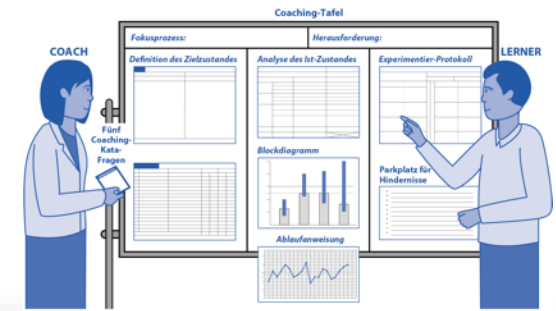 Coaching-Tafel
Fokusprozess:
Herausforderung:
COACH
LERNER
Definition des Zielzustandes
Analyse des Ist-Zustandes
Experimentier-Protokoll
Fünf
Coaching-
Kata-
Fragen
Blockdiagramm
Parkplatz für
Hindernisse
Ablaufanweisung